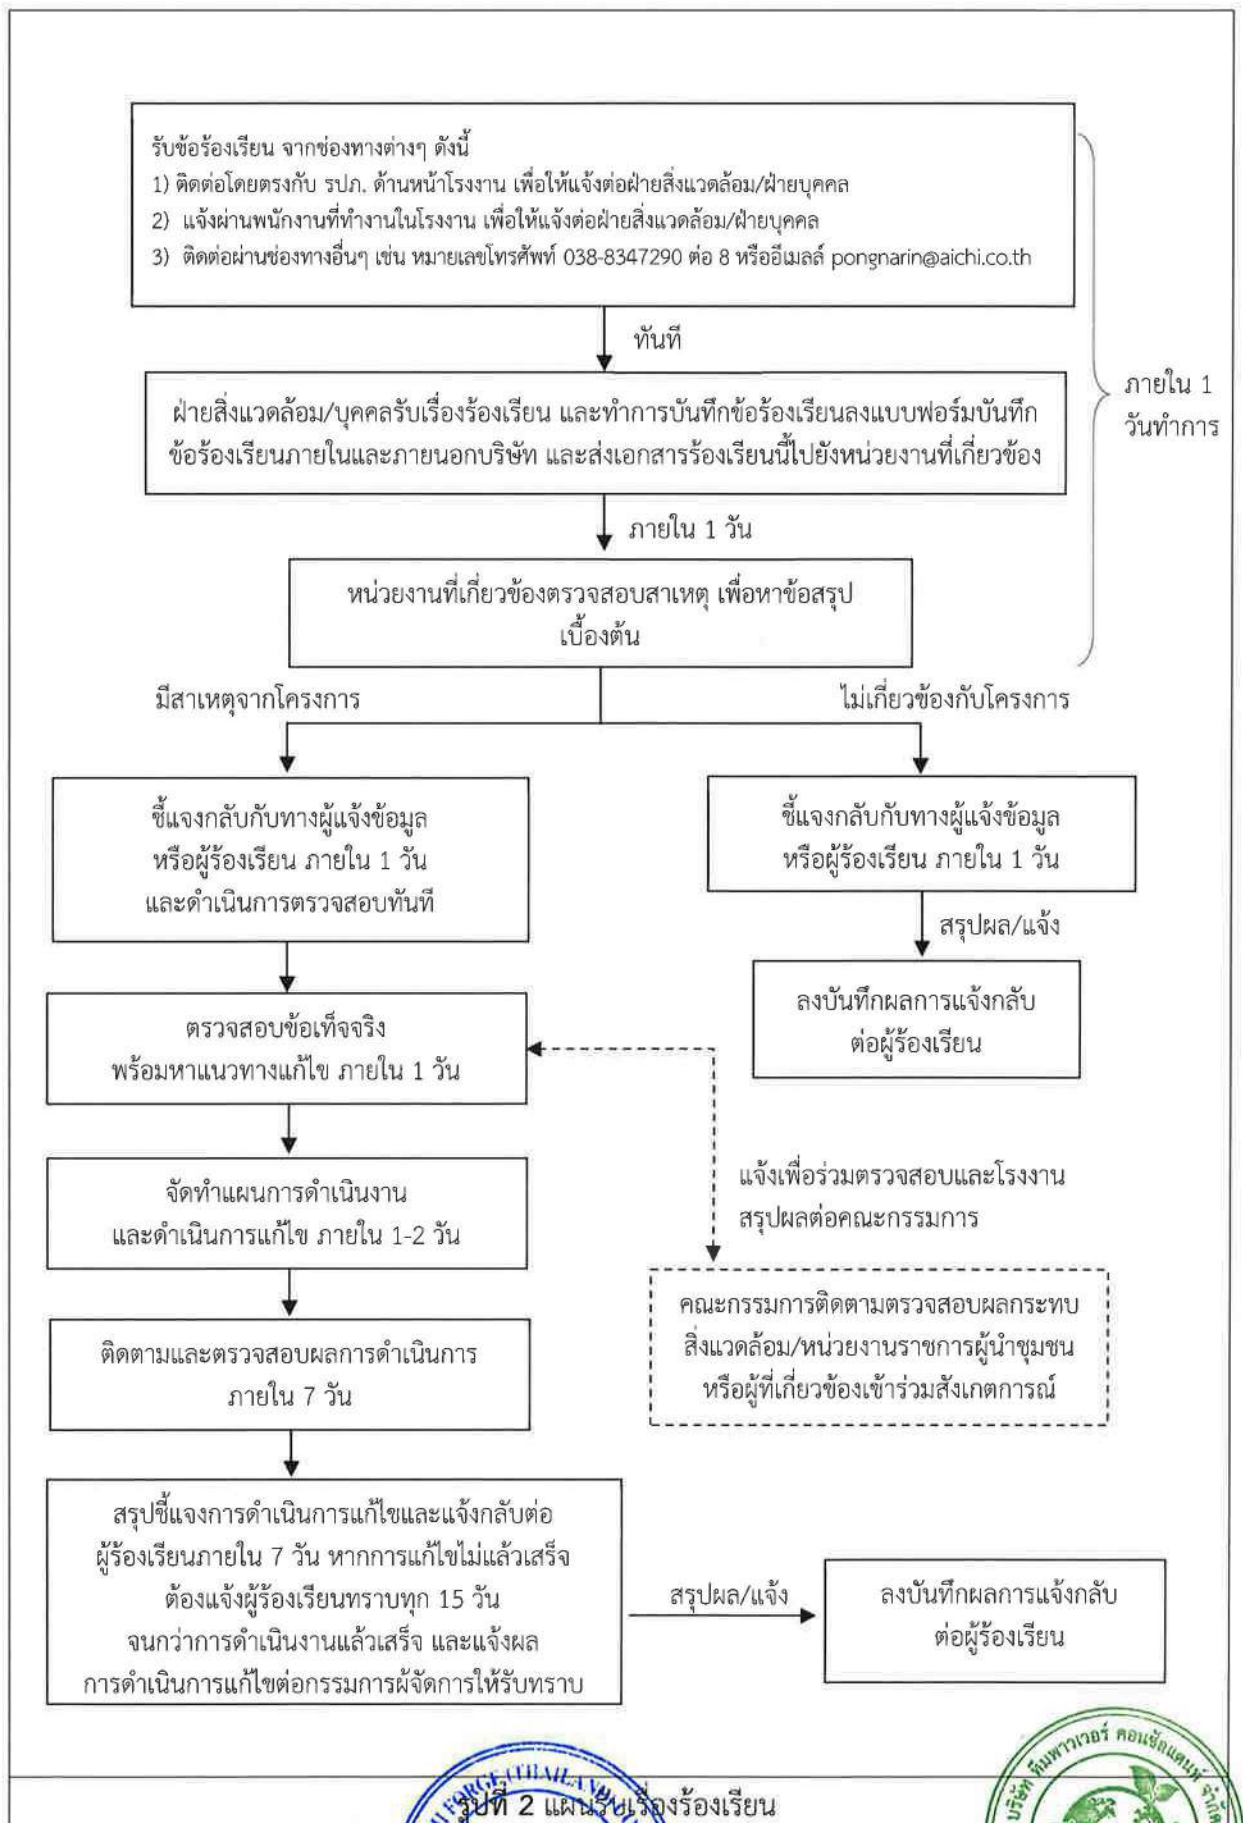 รับข้อร้องเรียน จากช่องทางต่างๆ ดังนี้
1) ติดต่อโดยตรงกับ รปภ. ด้านหน้าโรงงาน เพื่อให้แจ้งต่อฝ่ายสิ่งแวดล้อม/ฝ่ายบุคคล
2) แจ้งผ่านพนักงานที่ทำงานในโรงงาน เพื่อให้แจ้งต่อฝ่ายสิ่งแวดล้อม/ฝ่ายบุคคล
3) ติดต่อผ่านช่องทางอื่นๆ เช่น หมายเลขโทรศัพท์ 038-8347290 ต่อ 8 หรืออีเมลล์ pongnarin@aichi.co.th
ทันที
ภายใน 1
วันทำการ
ฝ่ายสิ่งแวดล้อม/บุคคลรับเรื่องร้องเรียน และทำการบันทึกข้อร้องเรียนลงแบบฟอร์มบันทึก
ข้อร้องเรียนภายในและภายนอกบริษัท และส่งเอกสารร้องเรียนนี้ไปยังหน่วยงานที่เกี่ยวข้อง
ภายใน 1 วัน
หน่วยงานที่เกี่ยวข้องตรวจสอบสาเหตุ เพื่อหาข้อสรุป
เบื้องต้น
มีสาเหตุจากโครงการ
ไม่เกี่ยวข้องกับโครงการ
ชี้แจงกลับกับทางผู้แจ้งข้อมูล
หรือผู้ร้องเรียน ภายใน 1 วัน
และดำเนินการตรวจสอบทันที
ชี้แจงกลับกับทางผู้แจ้งข้อมูล
หรือผู้ร้องเรียน ภายใน 1 วัน
สรุปผล/แจ้ง
ลงบันทึกผลการแจ้งกลับ
ต่อผู้ร้องเรียน
ตรวจสอบข้อเท็จจริง
พร้อมหาแนวทางแก้ไข ภายใน 1 วัน
แจ้งเพื่อร่วมตรวจสอบและโรงงาน
สรุปผลต่อคณะกรรมการ
จัดทำแผนการดำเนินงาน
และดำเนินการแก้ไข ภายใน 1-2 วัน
คณะกรรมการติดตามตรวจสอบผลกระทบ
สิ่งแวดล้อม/หน่วยงานราชการผู้นำชุมชน
หรือผู้ที่เกี่ยวข้องเข้าร่วมสังเกตการณ์
ติดตามและตรวจสอบผลการดำเนินการ
ภายใน 7 วัน
สรุปชี้แจงการดำเนินการแก้ไขและแจ้งกลับต่อ
ผู้ร้องเรียนภายใน 7 วัน หากการแก้ไขไม่แล้วเสร็จ
ต้องแจ้งผู้ร้องเรียนทราบทุก 15 วัน
จนกว่าการดำเนินงานแล้วเสร็จ และแจ้งผล
การดำเนินการแก้ไขต่อกรรมการผู้จัดการให้รับทราบ
สรุปผล/แจ้ง
ลงบันทึกผลการแจ้งกลับ
ต่อผู้ร้องเรียน
รูปที่ 2 แผนรับเรื่องร้องเรียน
FORGE (THAILAND)
บริษัท ทีมพาวเวอร์ คอนซัลแตนท์ จำกัด